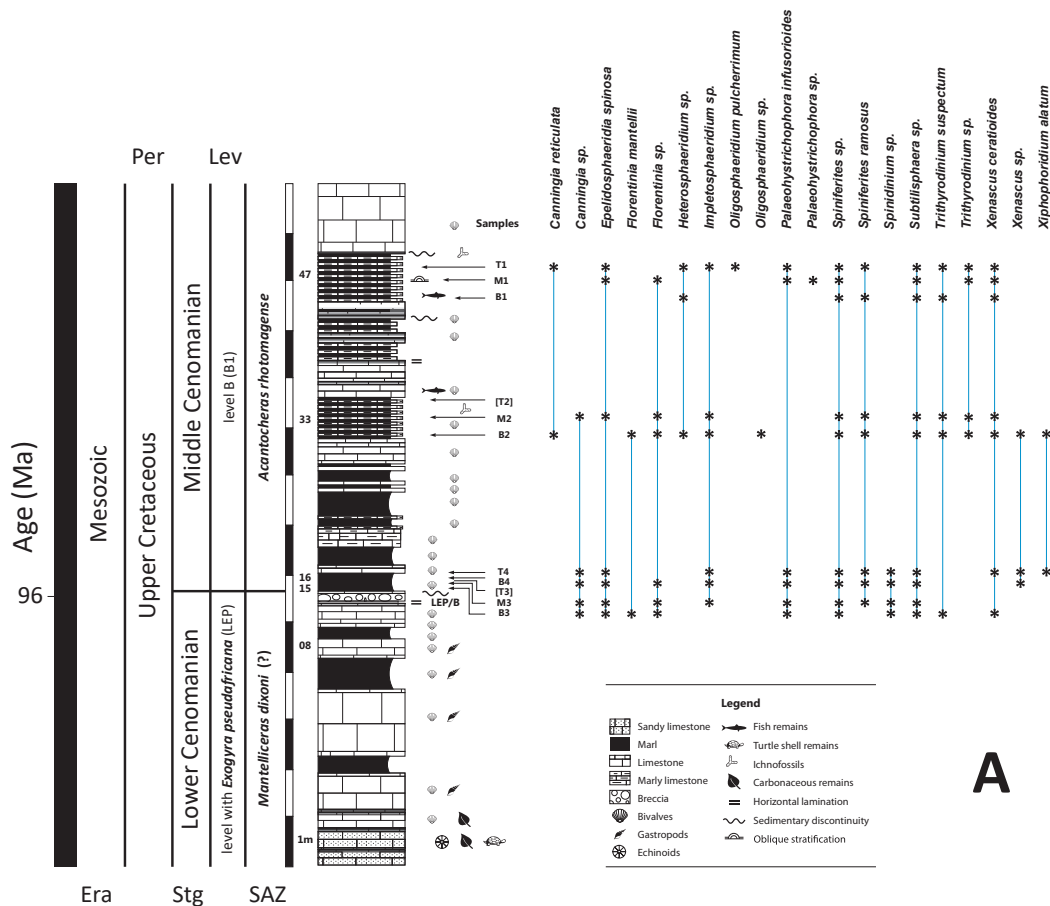 Per Lev
Samples
Canningia reticulata
Canningia sp.
Epelidosphaeridia spinosa
Florentinia mantellii
Florentinia sp.
Heterosphaeridium sp.
Impletosphaeridium sp.
Oligosphaeridium pulcherrimum
Oligosphaeridium sp.
Palaeohystrichophora infusorioides
Palaeohystrichophora sp.
Spiniferites sp.
Spiniferites ramosus
Spinidinium sp.
Subtilisphaera sp.
Trithyrodinium suspectum
Trithyrodinium sp.
Xenascus ceratioides
Xenascus sp.
Xiphophoridium alatum
Age (Ma)
96
Mesozoic
Upper Cretaceous
Middle Cenomanian
Lower Cenomanian
level B (B1)
level with Exogyra pseudafricana (LEP)
Acantocheras rhotomagense
Mantelliceras dixoni (?)
47
33
16
15
08
1m
T1
M1
B1
[T2]
M2
B2
T4
B4
[T3]
M3
B3
LEP/B
Era Stg SAZ
Legend
Sandy limestone
Marl
Limestone
Marly limestone
Breccia
Bivalves
Gastropods
Echinoids
Fish remains
Turtle shell remains
Ichnofossils
Carbonaceous remains
Horizontal lamination
Sedimentary discontinuity
Oblique stratification
A